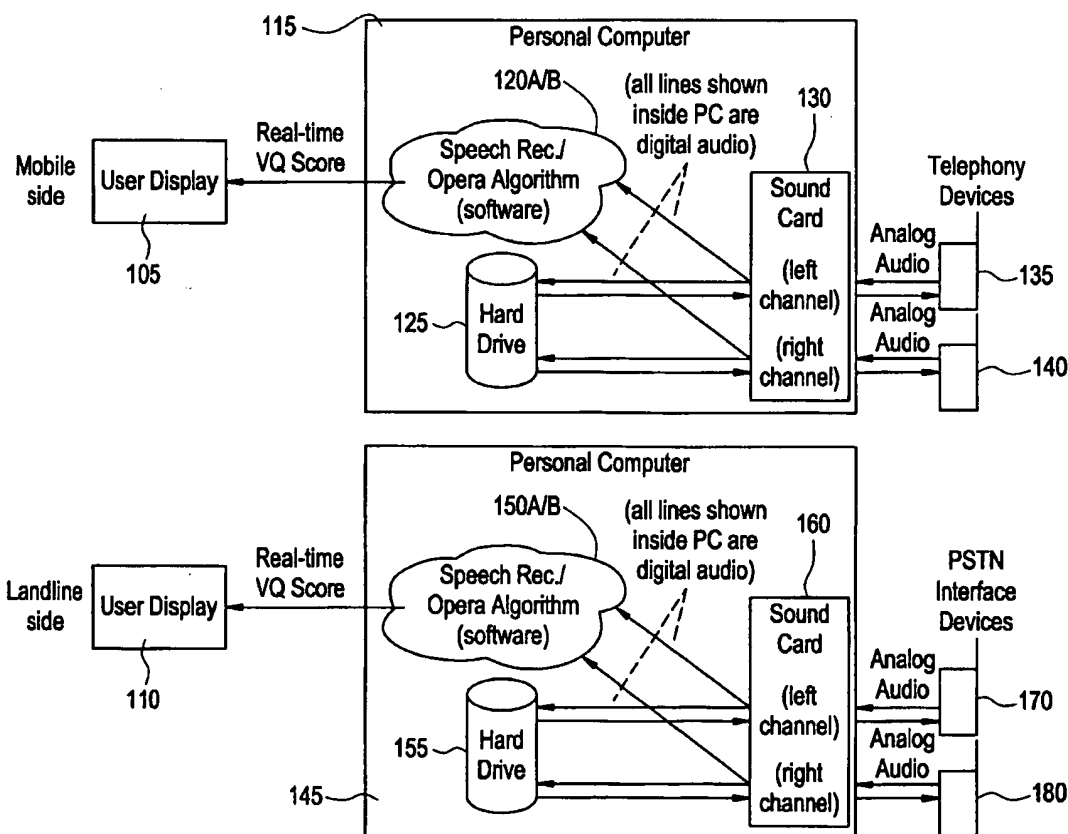 115
Personal Computer
120A/B
(all lines shown
inside PC are
digital audio)
130
Real-time
VQ Score
Mobile
side
User Display
105
Speech Rec./
Opera Algorithm
(software)
Sound
Card
(left
channel)
(right
channel)
Telephony
Devices
Analog
Audio
135
Analog
Audio
140
125
Hard
Drive
Personal Computer
150A/B
(all lines shown
inside PC are
digital audio)
160
Real-time
VQ Score
Landline
side
User Display
110
Speech Rec./
Opera Algorithm
(software)
Sound
Card
(left
channel)
(right
channel)
PSTN
Interface
Devices
Analog
Audio
170
Analog
Audio
180
155
Hard
Drive
145